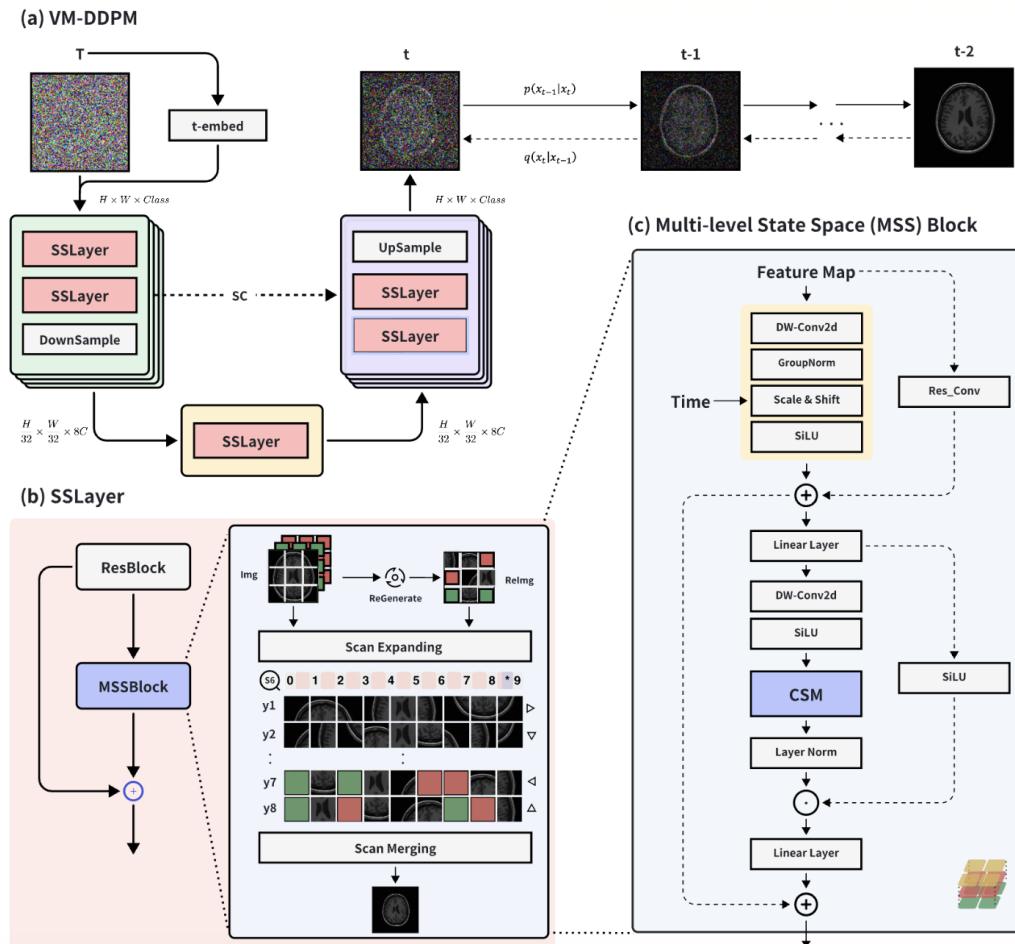 (a) VM-DDPM
T
t
t-1
t-2
t-embed
p(x_{t-1}|x_t)
q(x_t|x_{t-1})
. . .
H × W × Class
H × W × Class
SSLayer
SSLayer
DownSample
SC
UpSample
SSLayer
SSLayer
H/32 × W/32 × 8C
SSLayer
H/32 × W/32 × 8C
(b) SSLayer
ResBlock
MSSBlock
+
Img
ReGenerate
ReImg
Scan Expanding
S6 0 1 2 3 4 5 6 7 8 * 9
y1
y2
:
:
y7
y8
Scan Merging
(c) Multi-level State Space (MSS) Block
Feature Map
DW-Conv2d
GroupNorm
Time
Scale & Shift
SiLU
Res_Conv
+
Linear Layer
DW-Conv2d
SiLU
SiLU
CSM
Layer Norm
·
Linear Layer
+